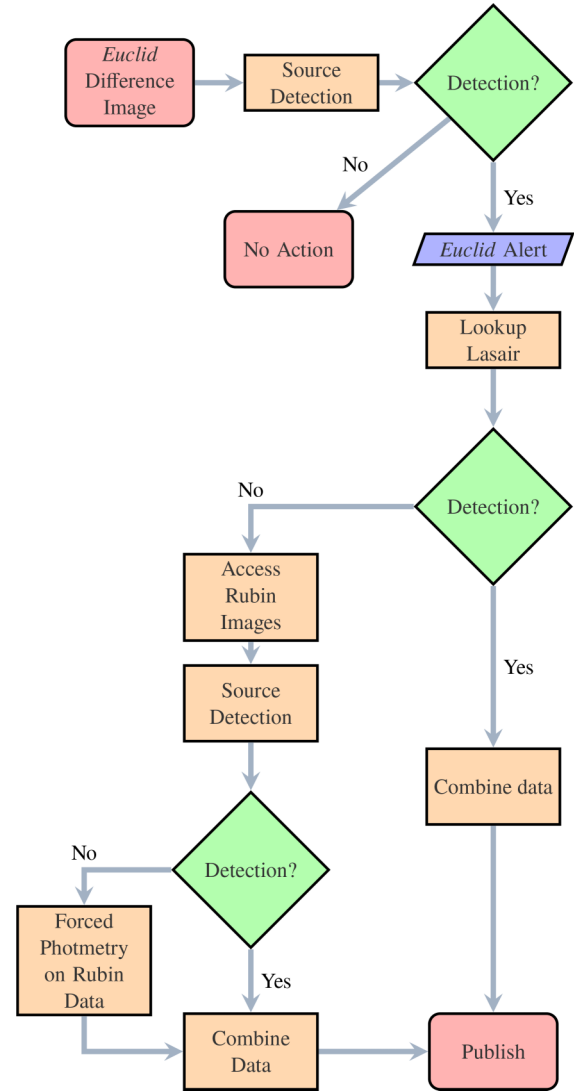 Euclid
Difference
Image
Source
Detection
Detection?
No
Yes
No Action
Euclid Alert
Lookup
Lasair
Detection?
No
Access
Rubin
Images
Yes
Source
Detection
Combine data
Detection?
No
Forced
Photmetry
on Rubin
Data
Yes
Combine
Data
Publish